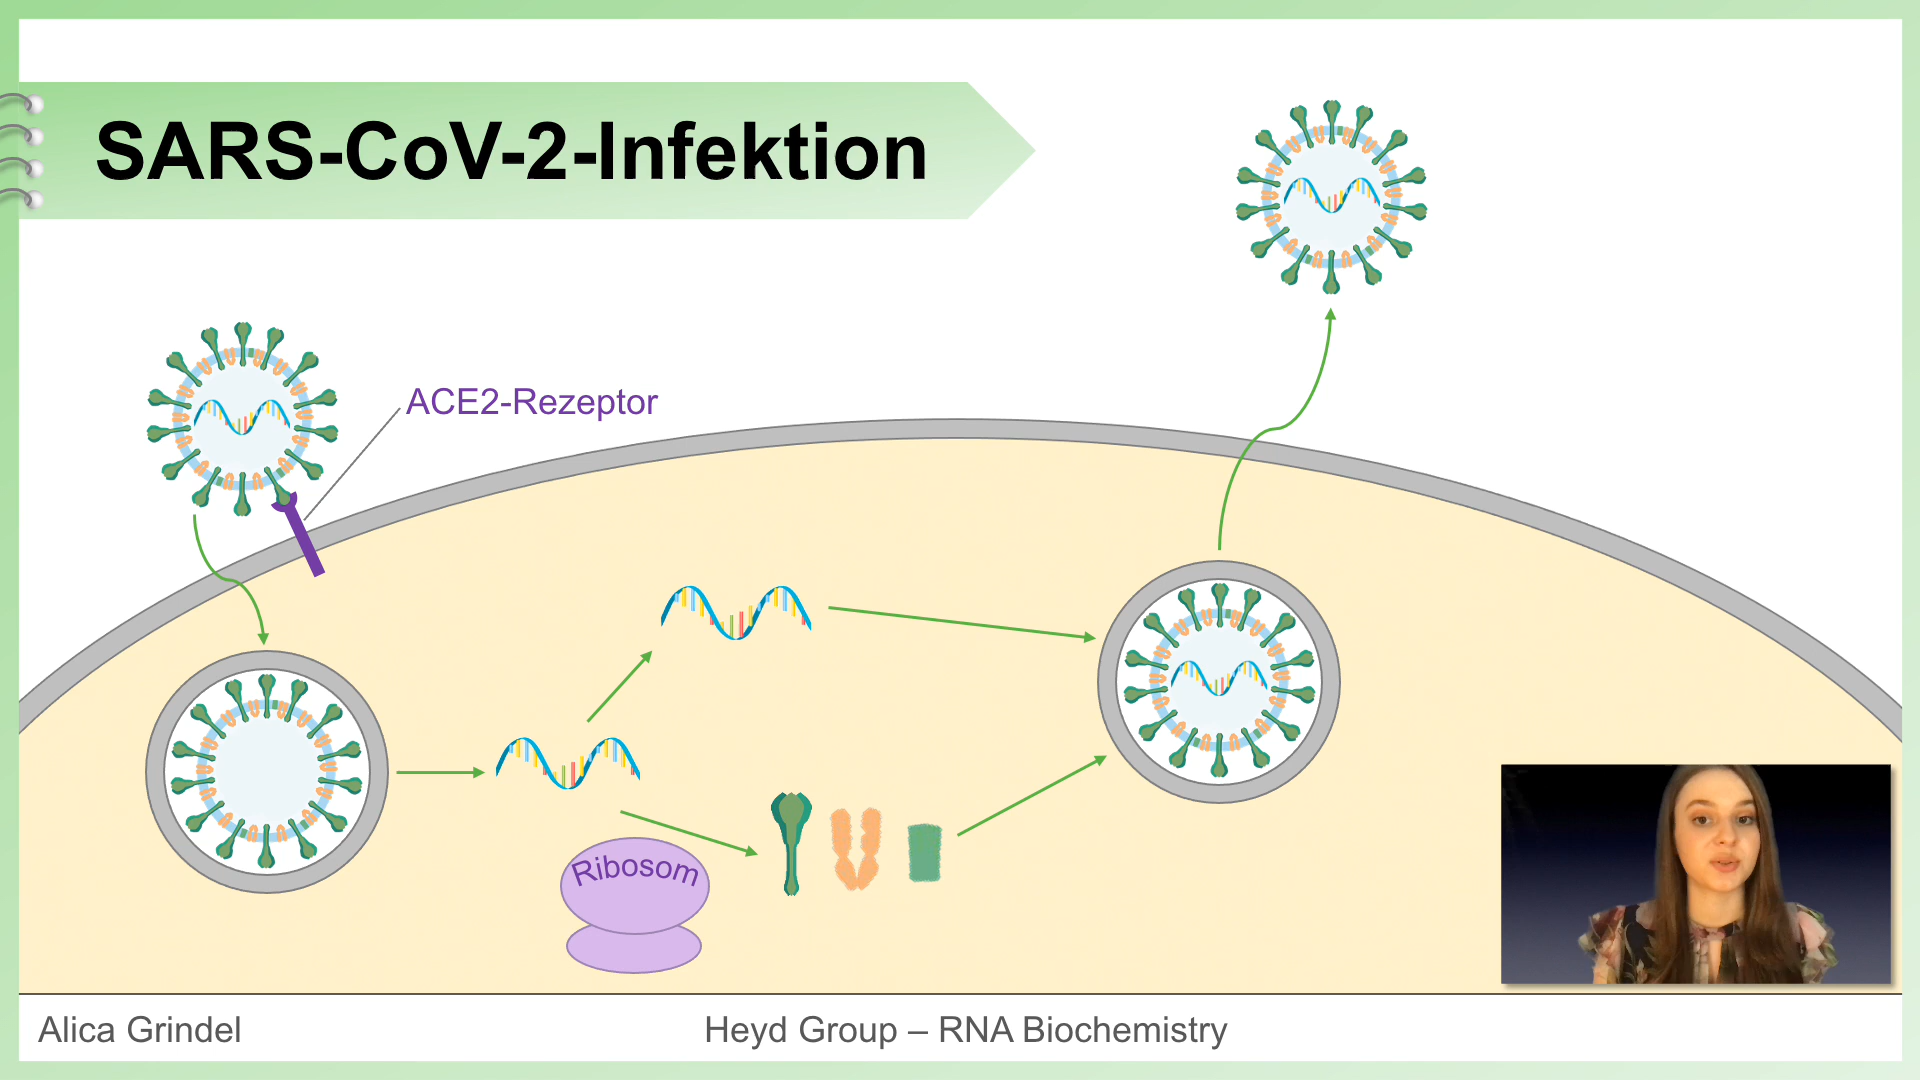 SARS-CoV-2-Infektion
ACE2-Rezeptor
Ribosom
Alica Grindel
Heyd Group – RNA Biochemistry